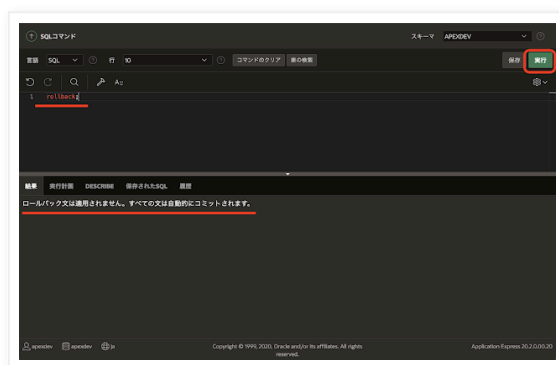 SQLコマンド スキーマ APEXDEV
言語 SQL 行 10 コマンドのクリア 表の検索 保存 実行
A::
1 rollback;
結果 実行計画 DESCRIBE 保存されたSQL 履歴
ロールバック文は適用されません。すべての文は自動的にコミットされます。
apexdev apexdev ja Copyright © 1999, 2020, Oracle and/or its affiliates. All rights reserved. Application Express 20.2.0.00.20